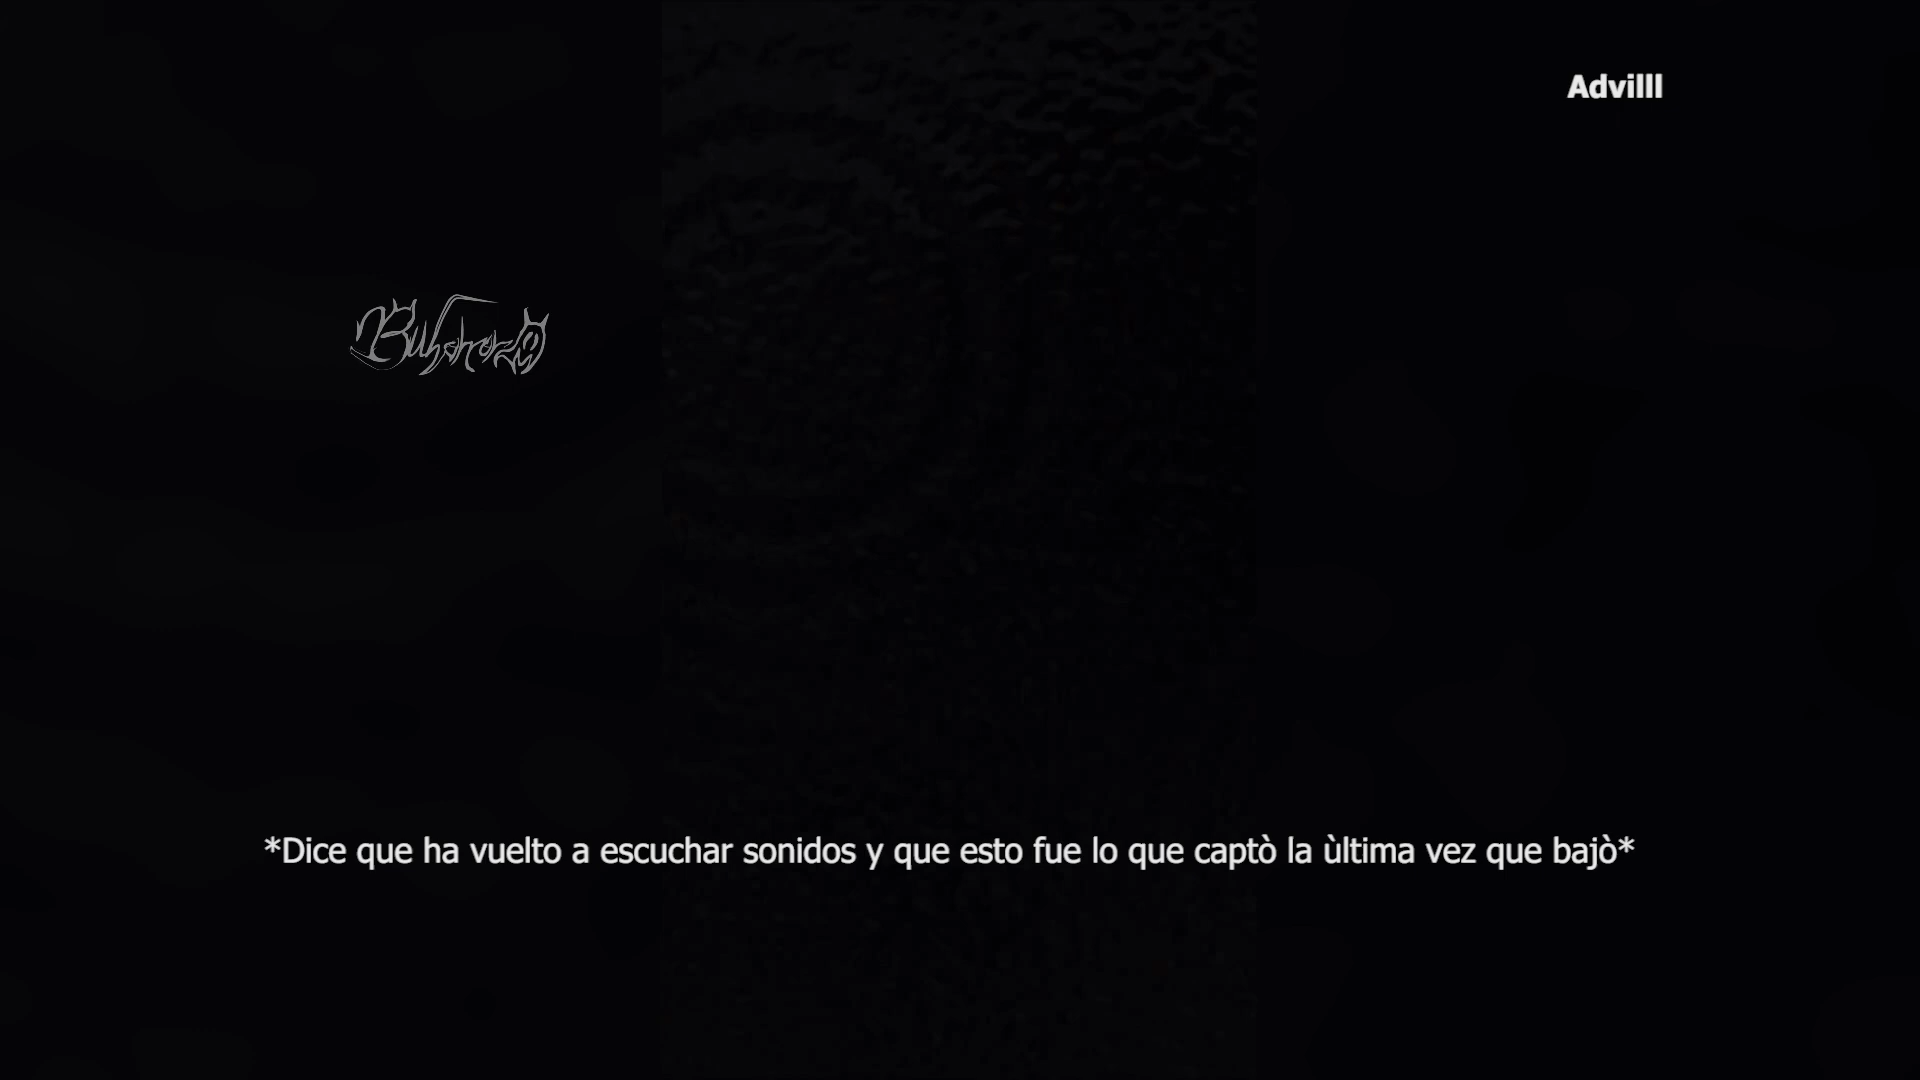 Advilll
*Dice que ha vuelto a escuchar sonidos y que esto fue lo que captò la ùltima vez que bajò*